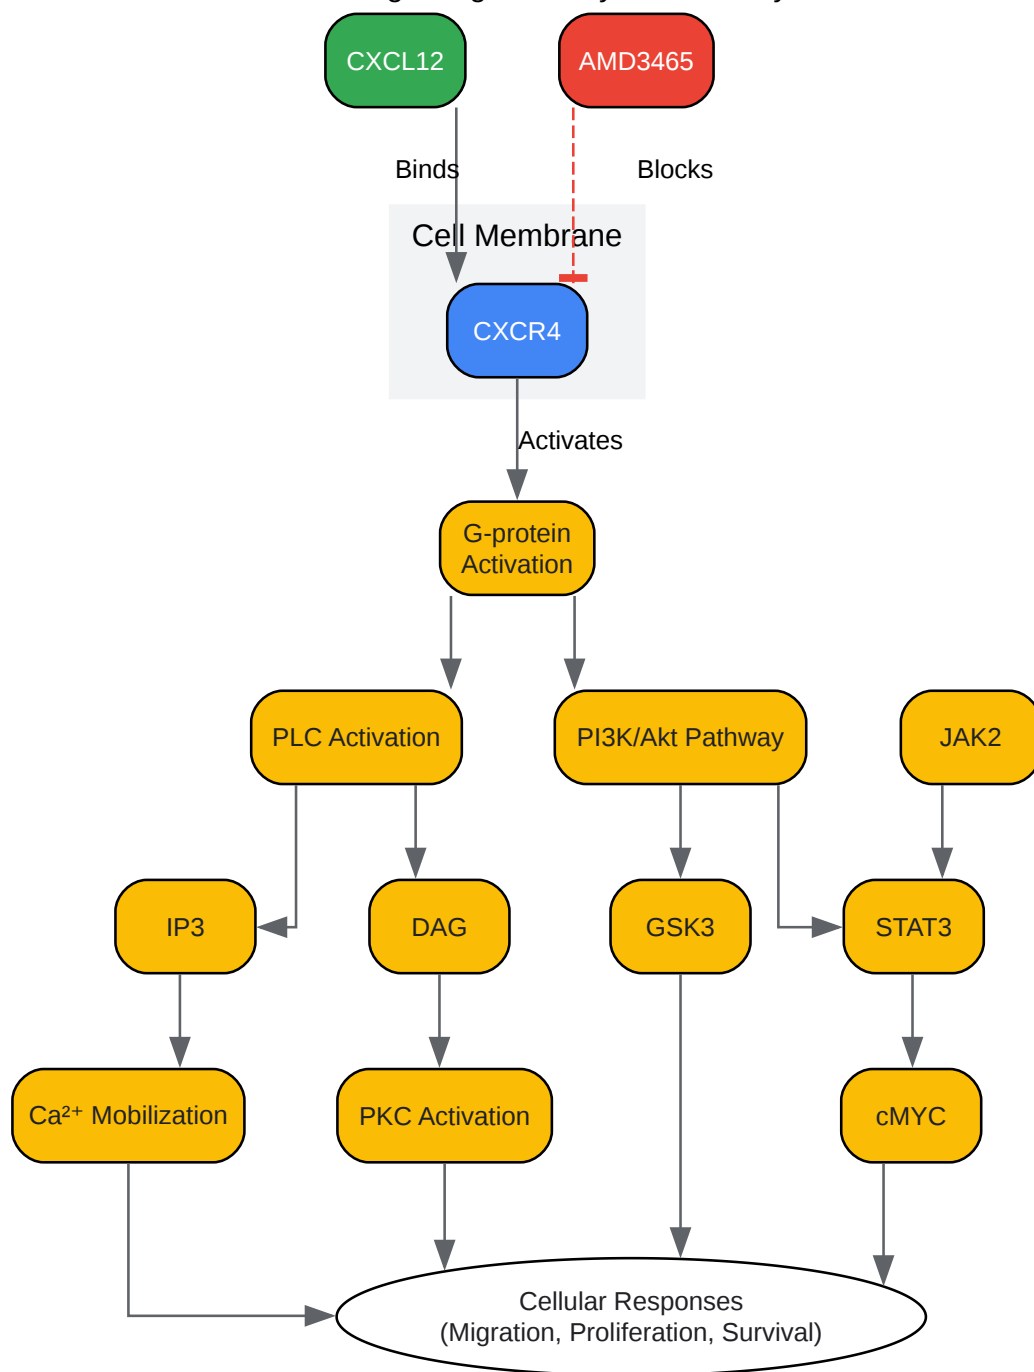 CXCL12
AMD3465
Binds
Blocks
Cell Membrane
CXCR4
Activates
G-protein
Activation
PLC Activation
PI3K/Akt Pathway
JAK2
IP3
DAG
GSK3
STAT3
Ca²⁺ Mobilization
PKC Activation
cMYC
Cellular Responses
(Migration, Proliferation, Survival)